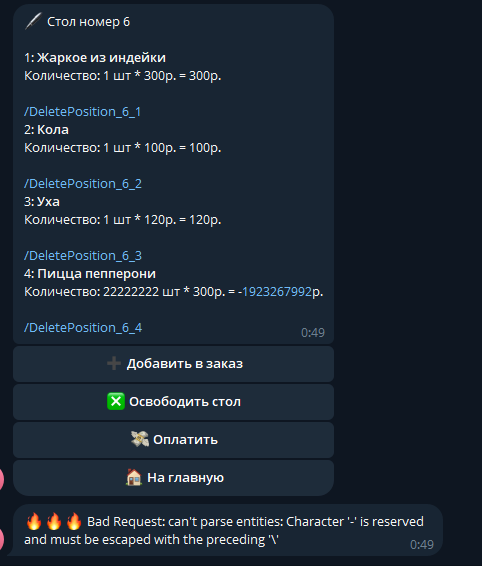 Стол номер 6
1: Жаркое из индейки
Количество: 1 шт * 300р. = 300р.
/DeletePosition_6_1
2: Кола
Количество: 1 шт * 100р. = 100р.
/DeletePosition_6_2
3: Уха
Количество: 1 шт * 120р. = 120р.
/DeletePosition_6_3
4: Пицца пепперони
Количество: 22222222 шт * 300р. = -1923267992р.
/DeletePosition_6_4
0:49
Добавить в заказ
Освободить стол
Оплатить
На главную
Bad Request: can't parse entities: Character '-' is reserved
and must be escaped with the preceding '\'
0:49